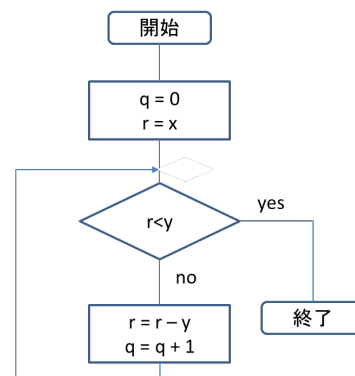 開始
q = 0
r = x
r<y
yes
no
r = r – y
q = q + 1
終了